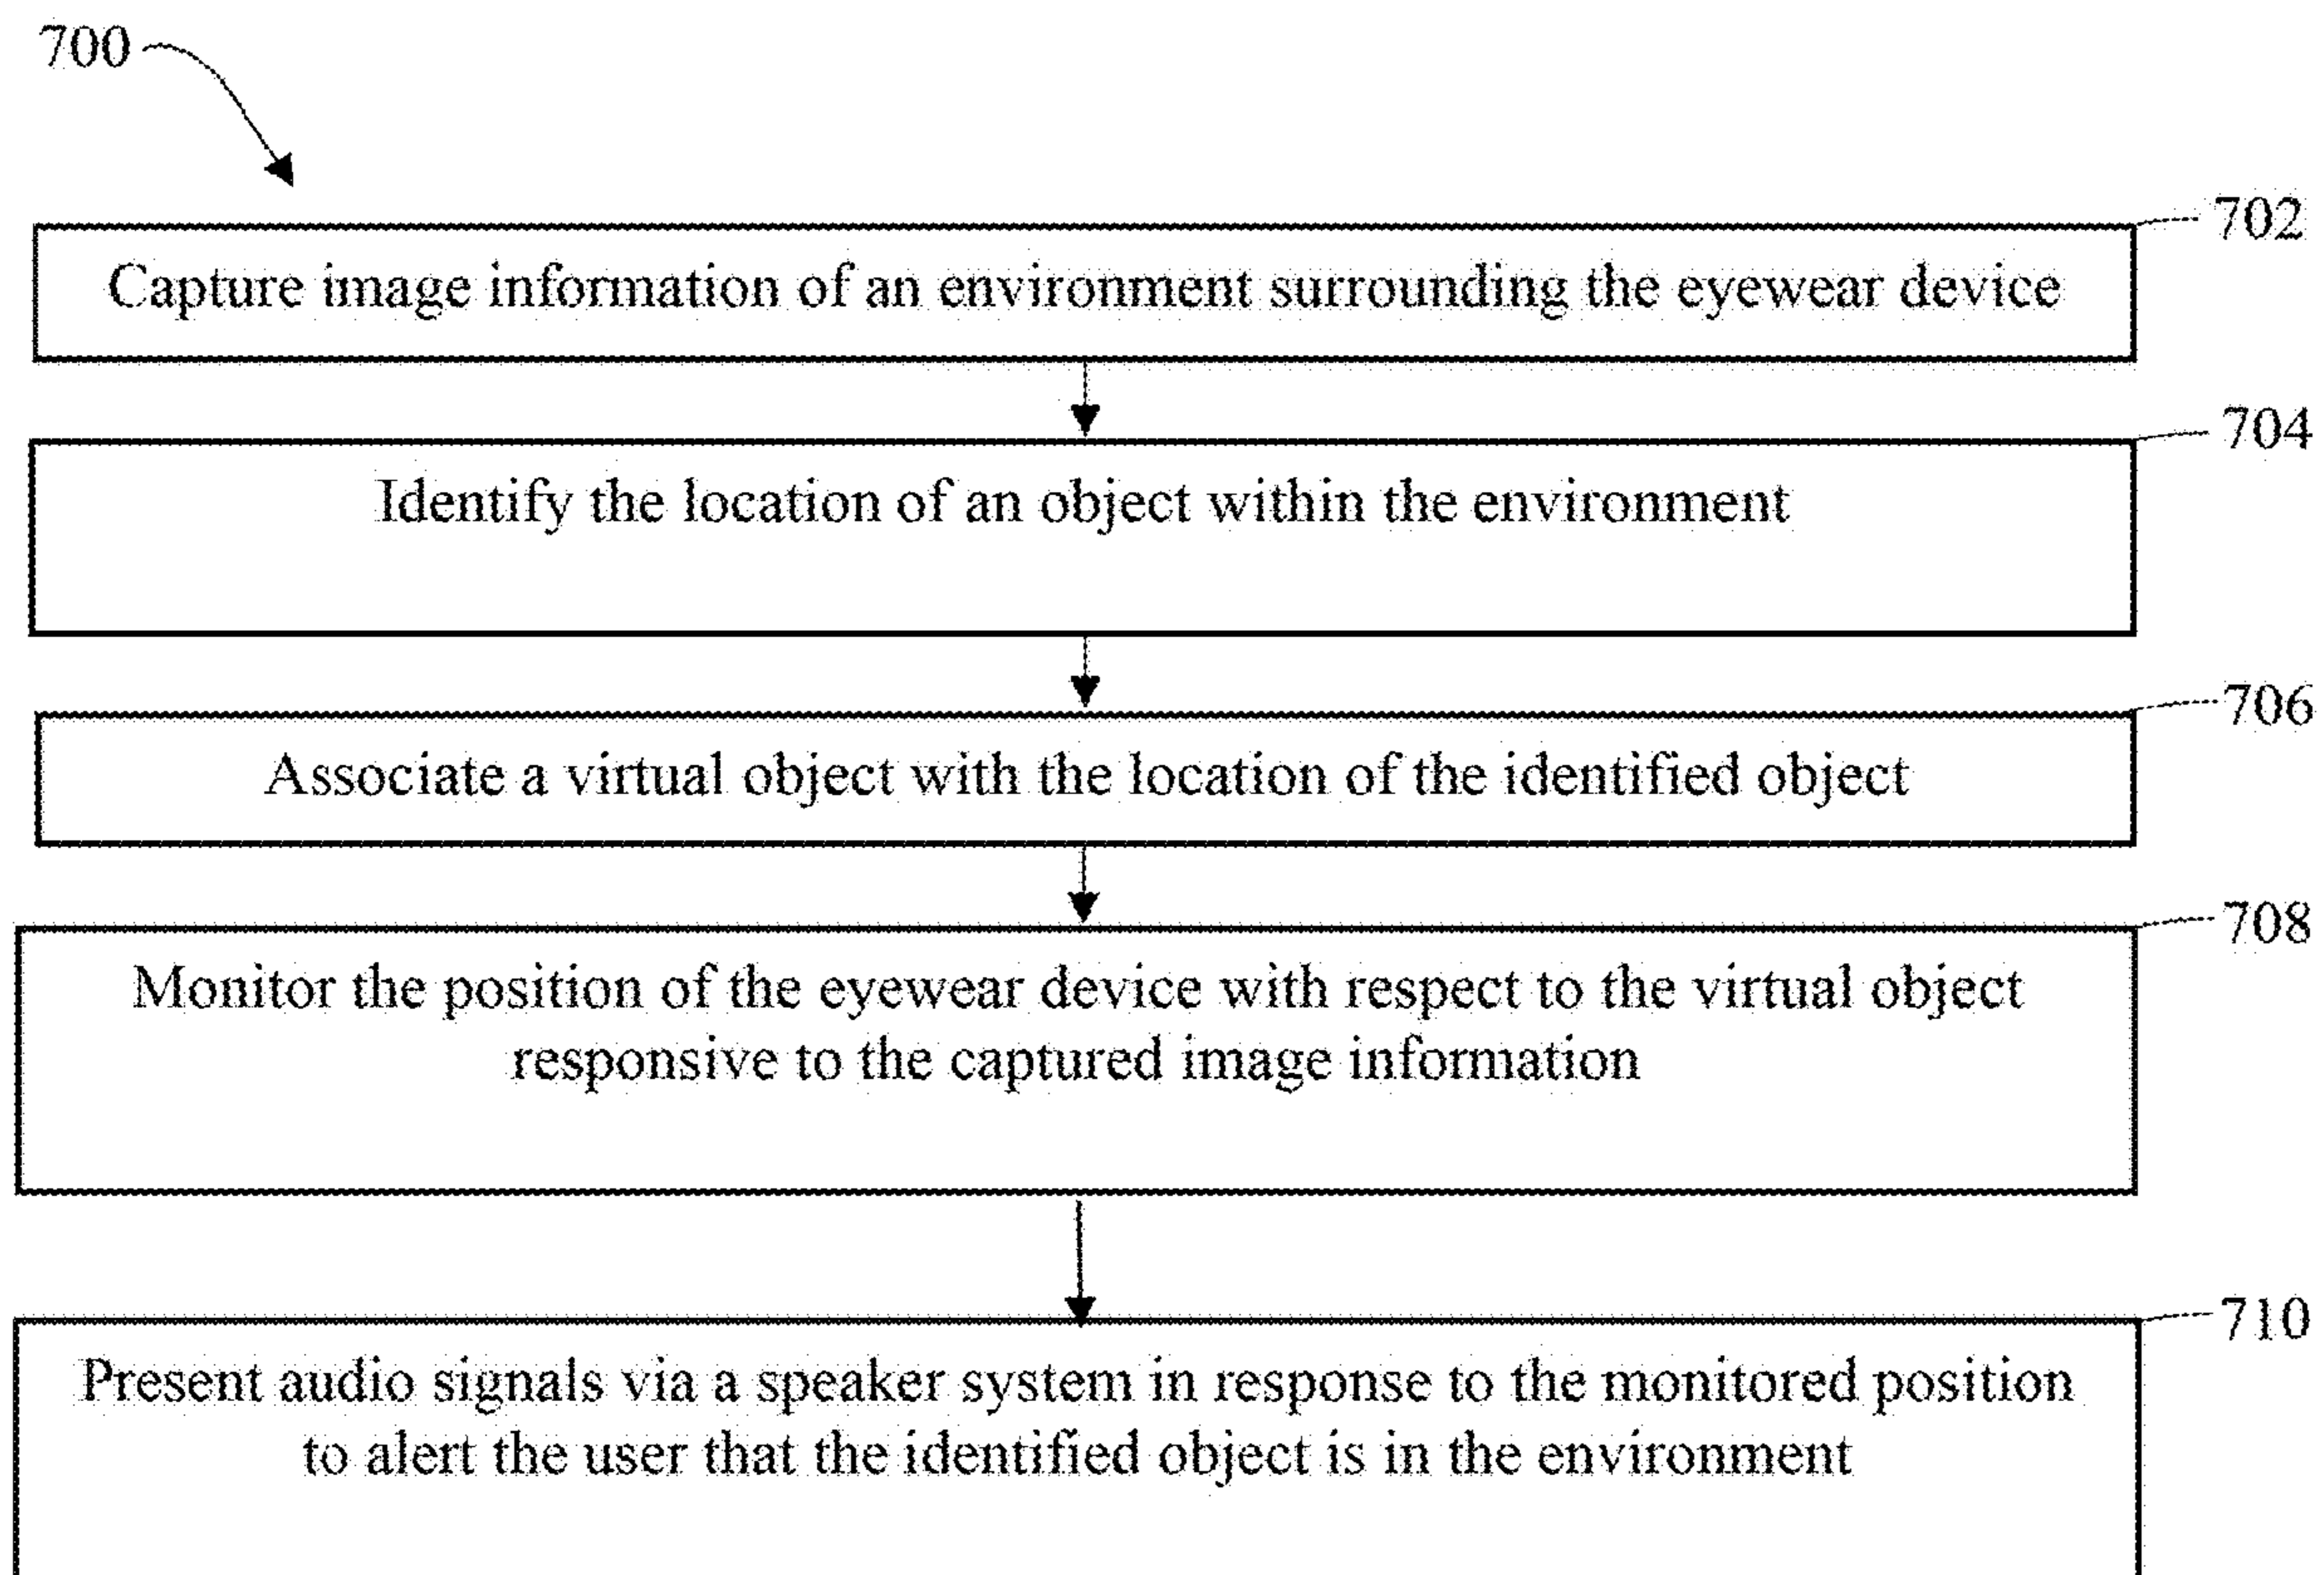 700
702
Capture image information of an environment surrounding the eyewear device
704
Identify the location of an object within the environment
706
Associate a virtual object with the location of the identified object
708
Monitor the position of the eyewear device with respect to the virtual object
responsive to the captured image information
710
Present audio signals via a speaker system in response to the monitored position
to alert the user that the identified object is in the environment